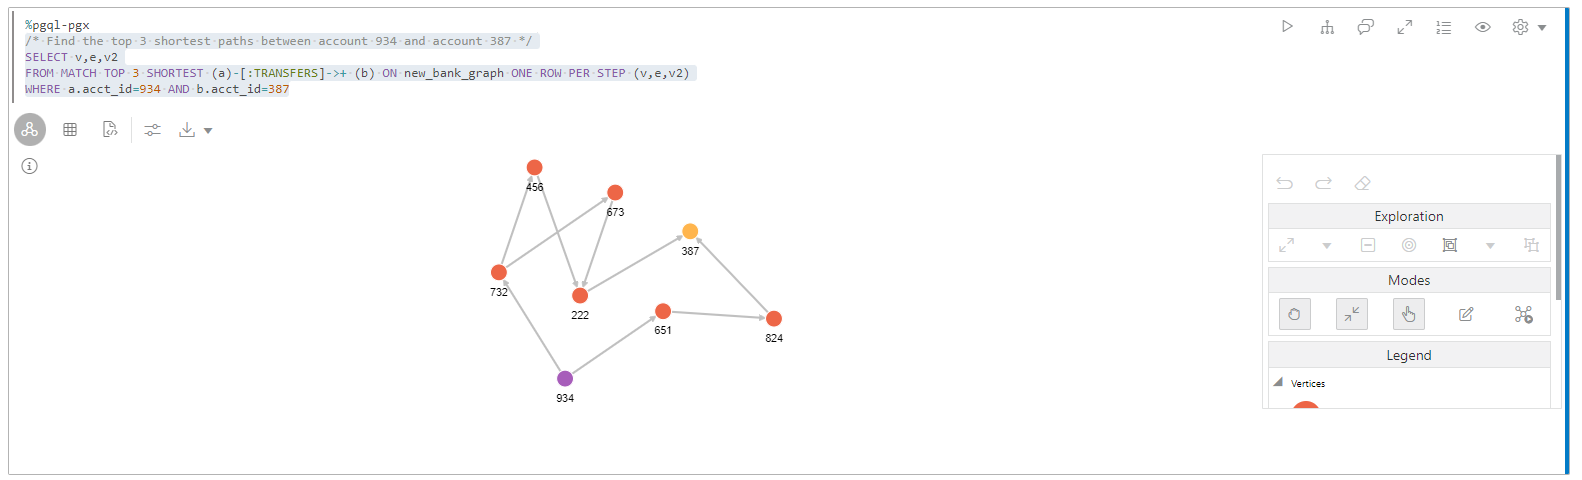 %pgql-pgx
/* Find the top 3 shortest paths between account 934 and account 387 */
SELECT v,e,v2
FROM MATCH TOP 3 SHORTEST (a)-[:TRANSFERS]->+ (b) ON new_bank_graph ONE ROW PER STEP (v,e,v2)
WHERE a.acct_id=934 AND b.acct_id=387
456
673
387
732
222
651
824
934
Exploration
Modes
Legend
Vertices